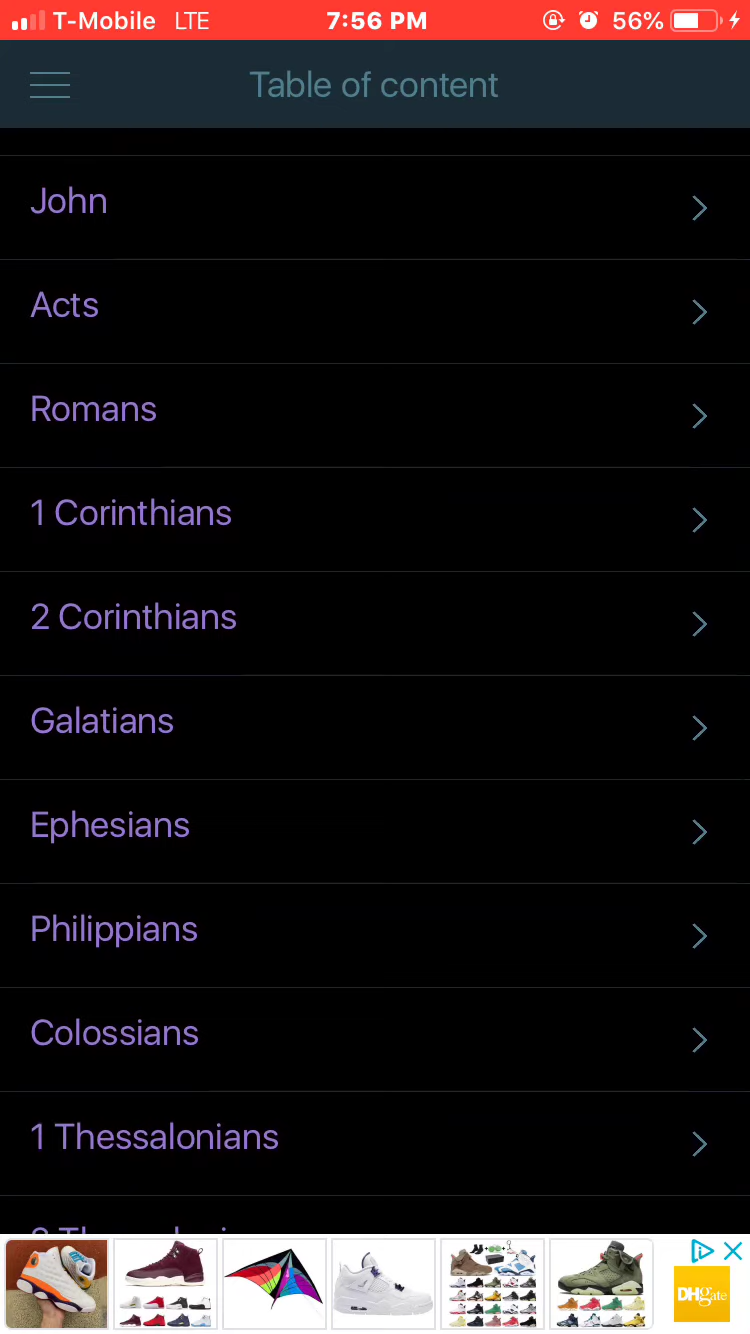 T-Mobile LTE 7:56 PM 56%
Table of content
John
Acts
Romans
1 Corinthians
2 Corinthians
Galatians
Ephesians
Philippians
Colossians
1 Thessalonians
DHgate